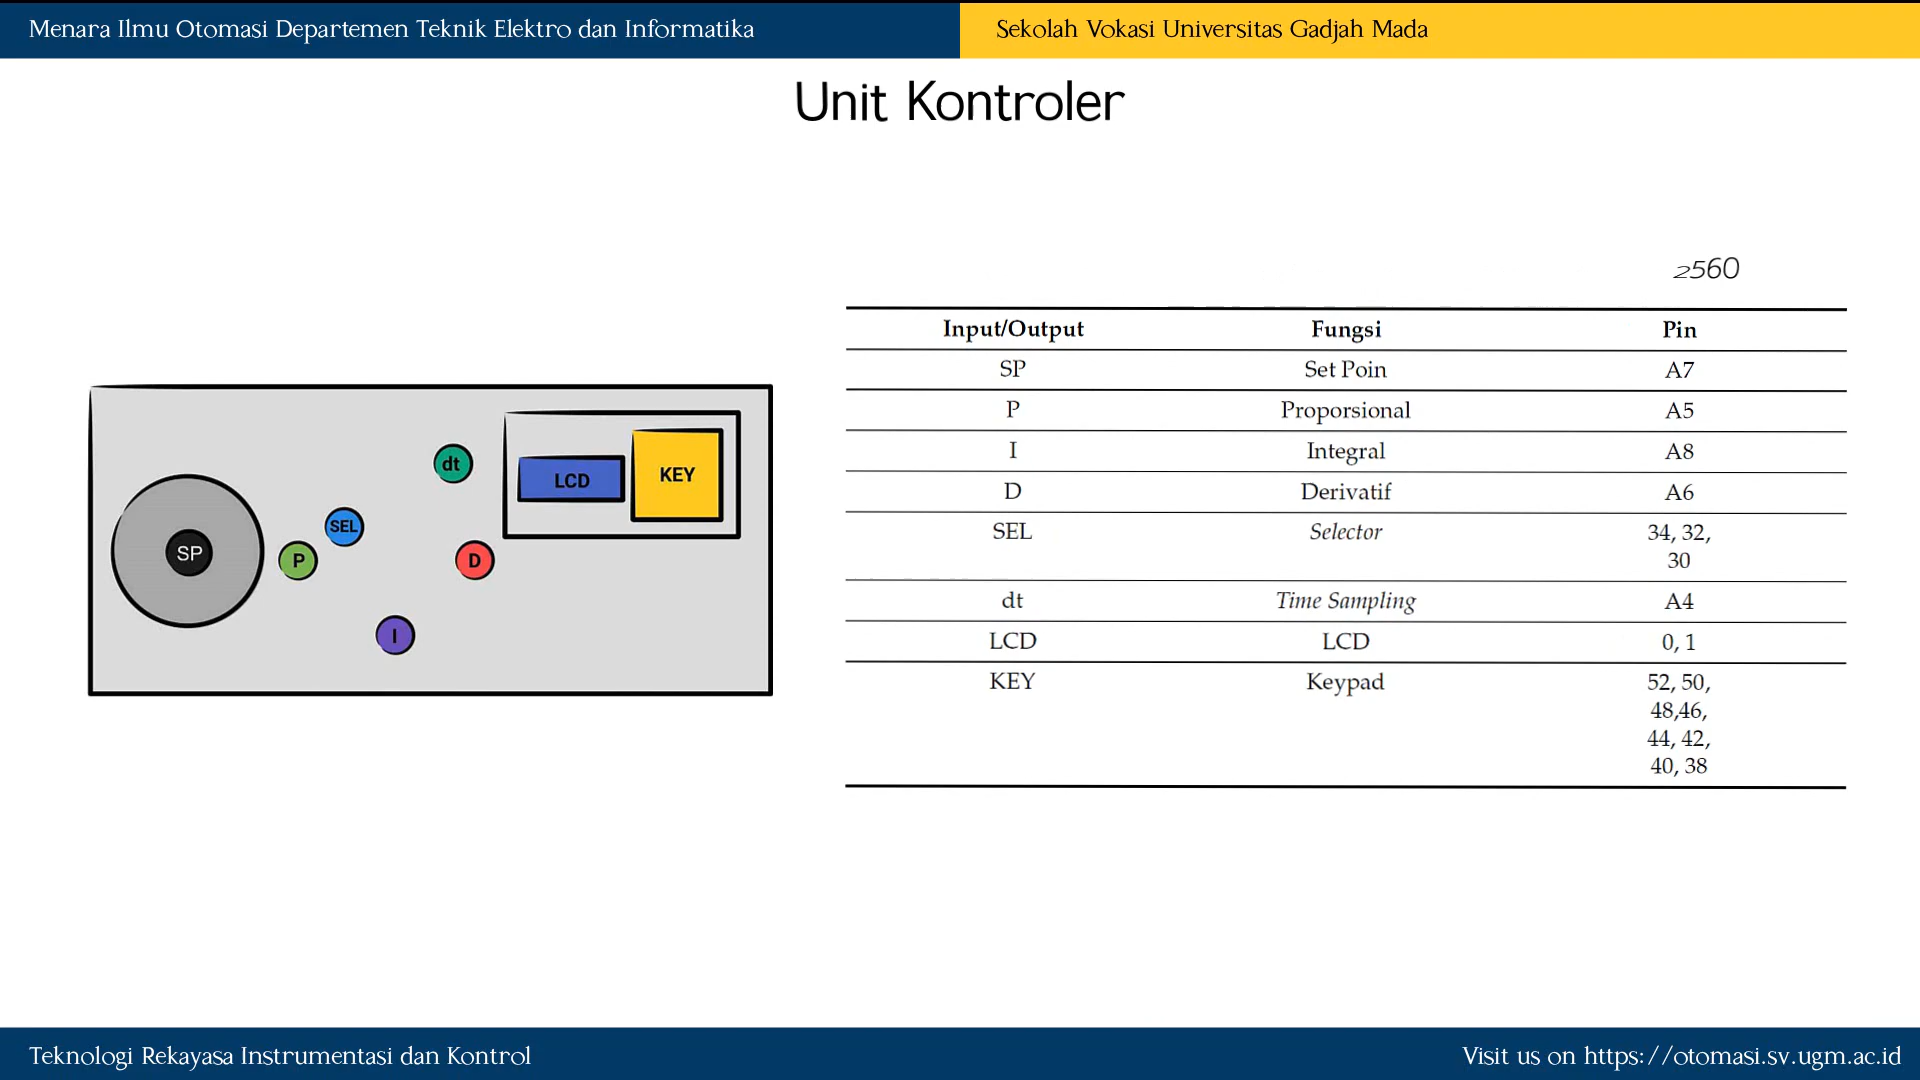 Menara Ilmu Otomasi Departemen Teknik Elektro dan Informatika
Sekolah Vokasi Universitas Gadjah Mada
Unit Kontroler
dt
LCD
KEY
SEL
SP
P
D
I
2560
Input/Output Fungsi Pin
SP Set Poin A7
P Proporsional A5
I Integral A8
D Derivatif A6
SEL Selector 34, 32,
30
dt Time Sampling A4
LCD LCD 0, 1
KEY Keypad 52, 50,
48,46,
44, 42,
40, 38
Teknologi Rekayasa Instrumentasi dan Kontrol
Visit us on https://otomasi.sv.ugm.ac.id